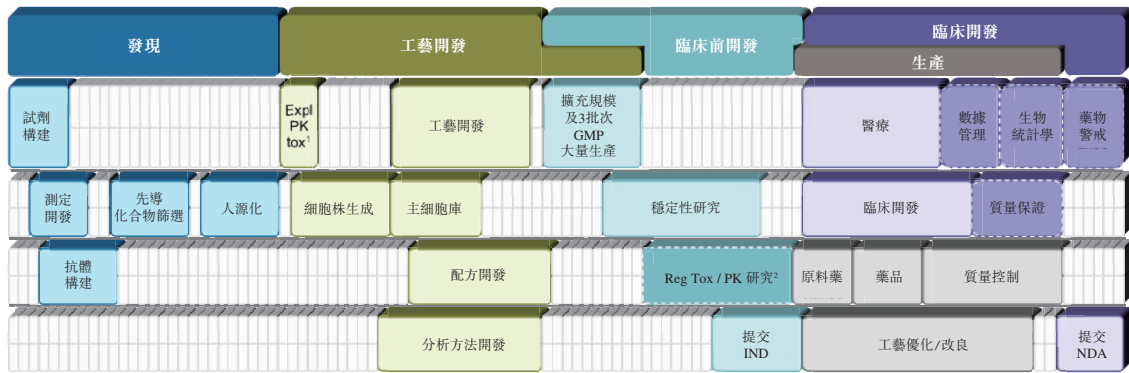 發現
工藝開發
臨床前開發
臨床開發
生產
試劑
構建
Expl
PK
tox¹
工藝開發
擴充規模
及3批次
GMP
大量生產
醫療
數據
管理
生物
統計學
藥物
警戒
測定
開發
先導
化合物篩選
人源化
細胞株生成
主細胞庫
穩定性研究
臨床開發
質量保證
抗體
構建
配方開發
Reg Tox / PK 研究²
原料藥
藥品
質量控制
分析方法開發
提交
IND
工藝優化/改良
提交
NDA